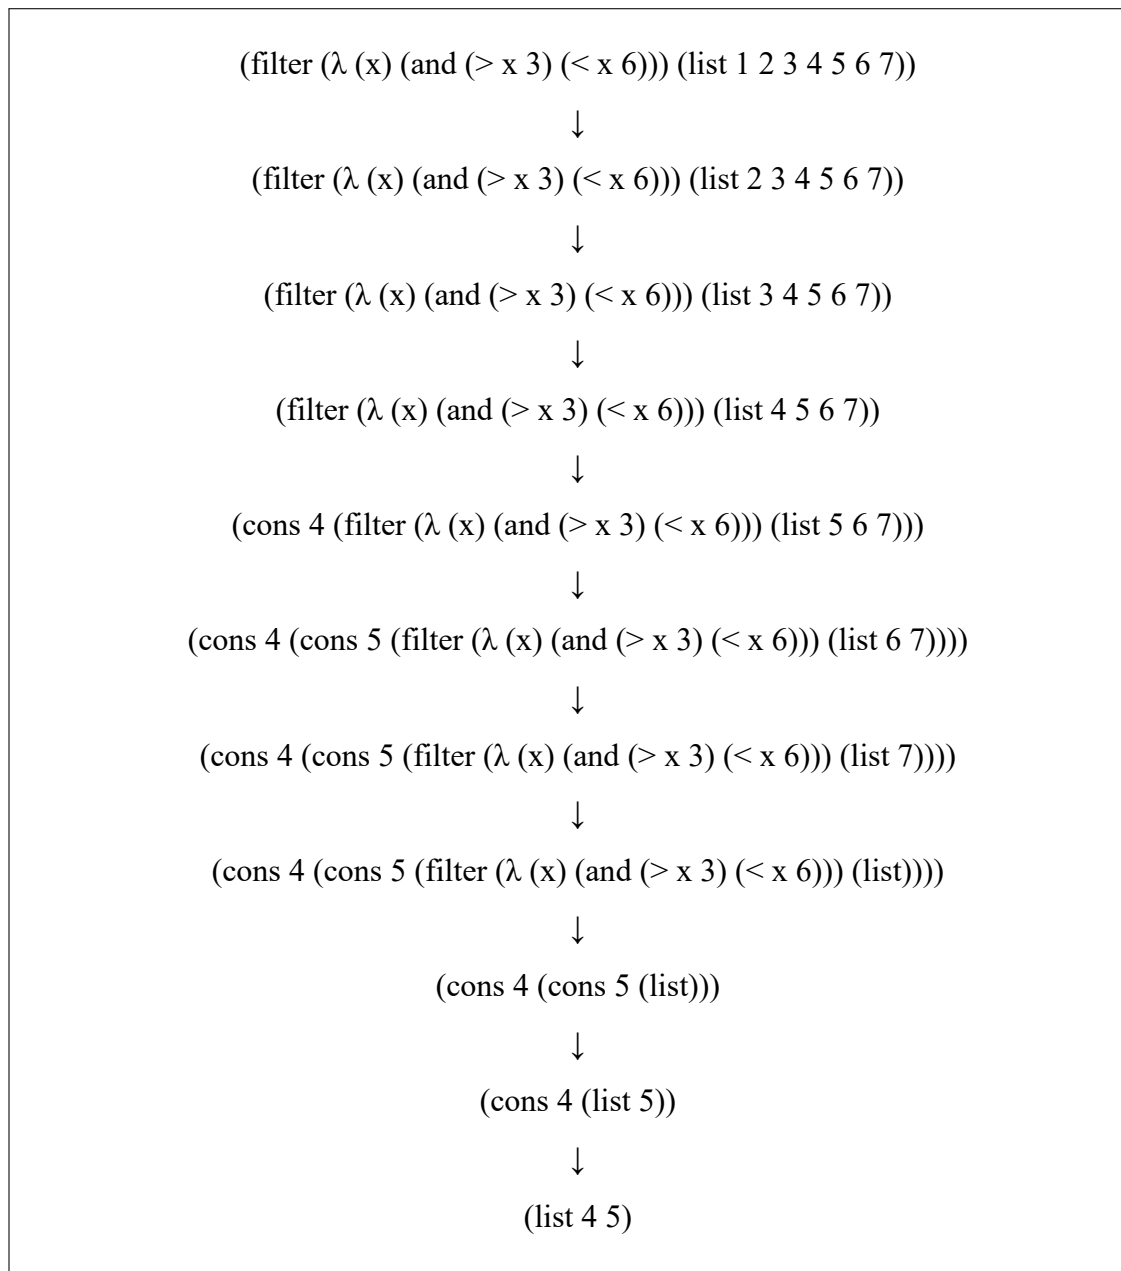 (filter (λ (x) (and (> x 3) (< x 6))) (list 1 2 3 4 5 6 7))
↓
(filter (λ (x) (and (> x 3) (< x 6))) (list 2 3 4 5 6 7))
↓
(filter (λ (x) (and (> x 3) (< x 6))) (list 3 4 5 6 7))
↓
(filter (λ (x) (and (> x 3) (< x 6))) (list 4 5 6 7))
↓
(cons 4 (filter (λ (x) (and (> x 3) (< x 6))) (list 5 6 7)))
↓
(cons 4 (cons 5 (filter (λ (x) (and (> x 3) (< x 6))) (list 6 7))))
↓
(cons 4 (cons 5 (filter (λ (x) (and (> x 3) (< x 6))) (list 7))))
↓
(cons 4 (cons 5 (filter (λ (x) (and (> x 3) (< x 6))) (list))))
↓
(cons 4 (cons 5 (list)))
↓
(cons 4 (list 5))
↓
(list 4 5)